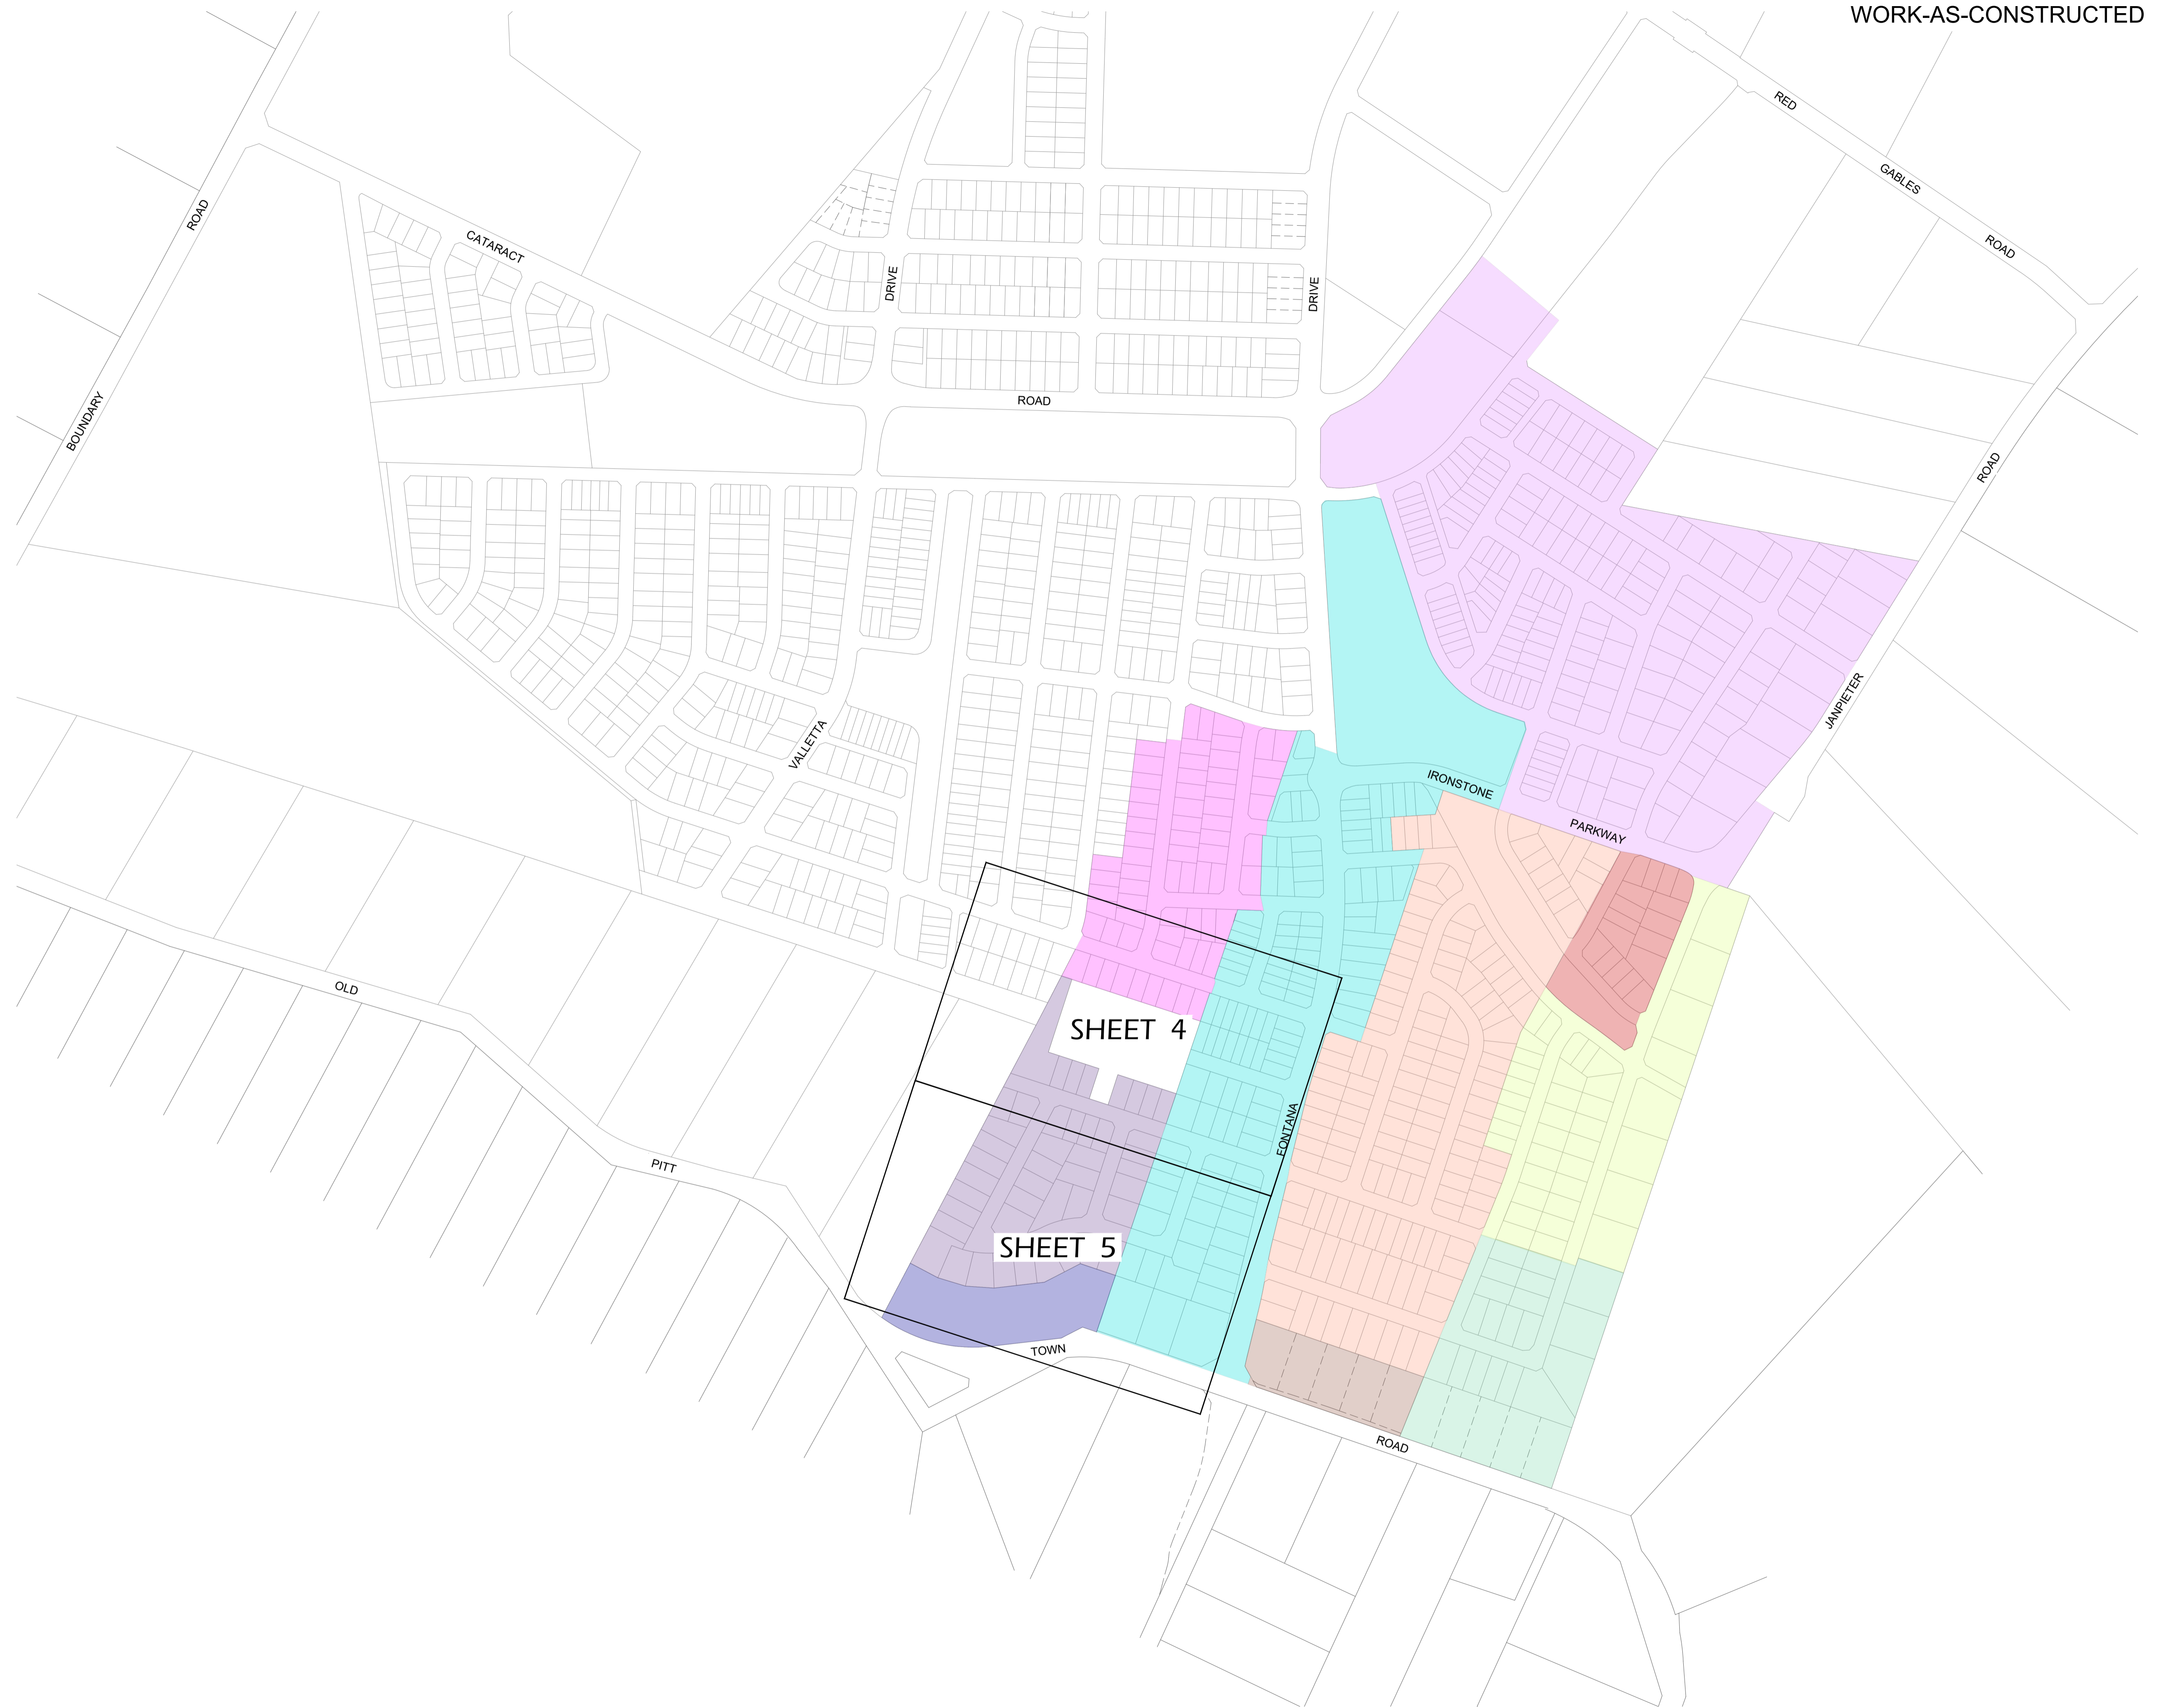 WORK-AS-CONSTRUCTED
RED
GABLES
ROAD
ROAD
CATARACT
DRIVE
DRIVE
ROAD
BOUNDARY
ROAD
JANPIETER
VALLETTA
IRONSTONE
PARKWAY
OLD
SHEET 4
FONTANA
PITT
SHEET 5
TOWN
ROAD